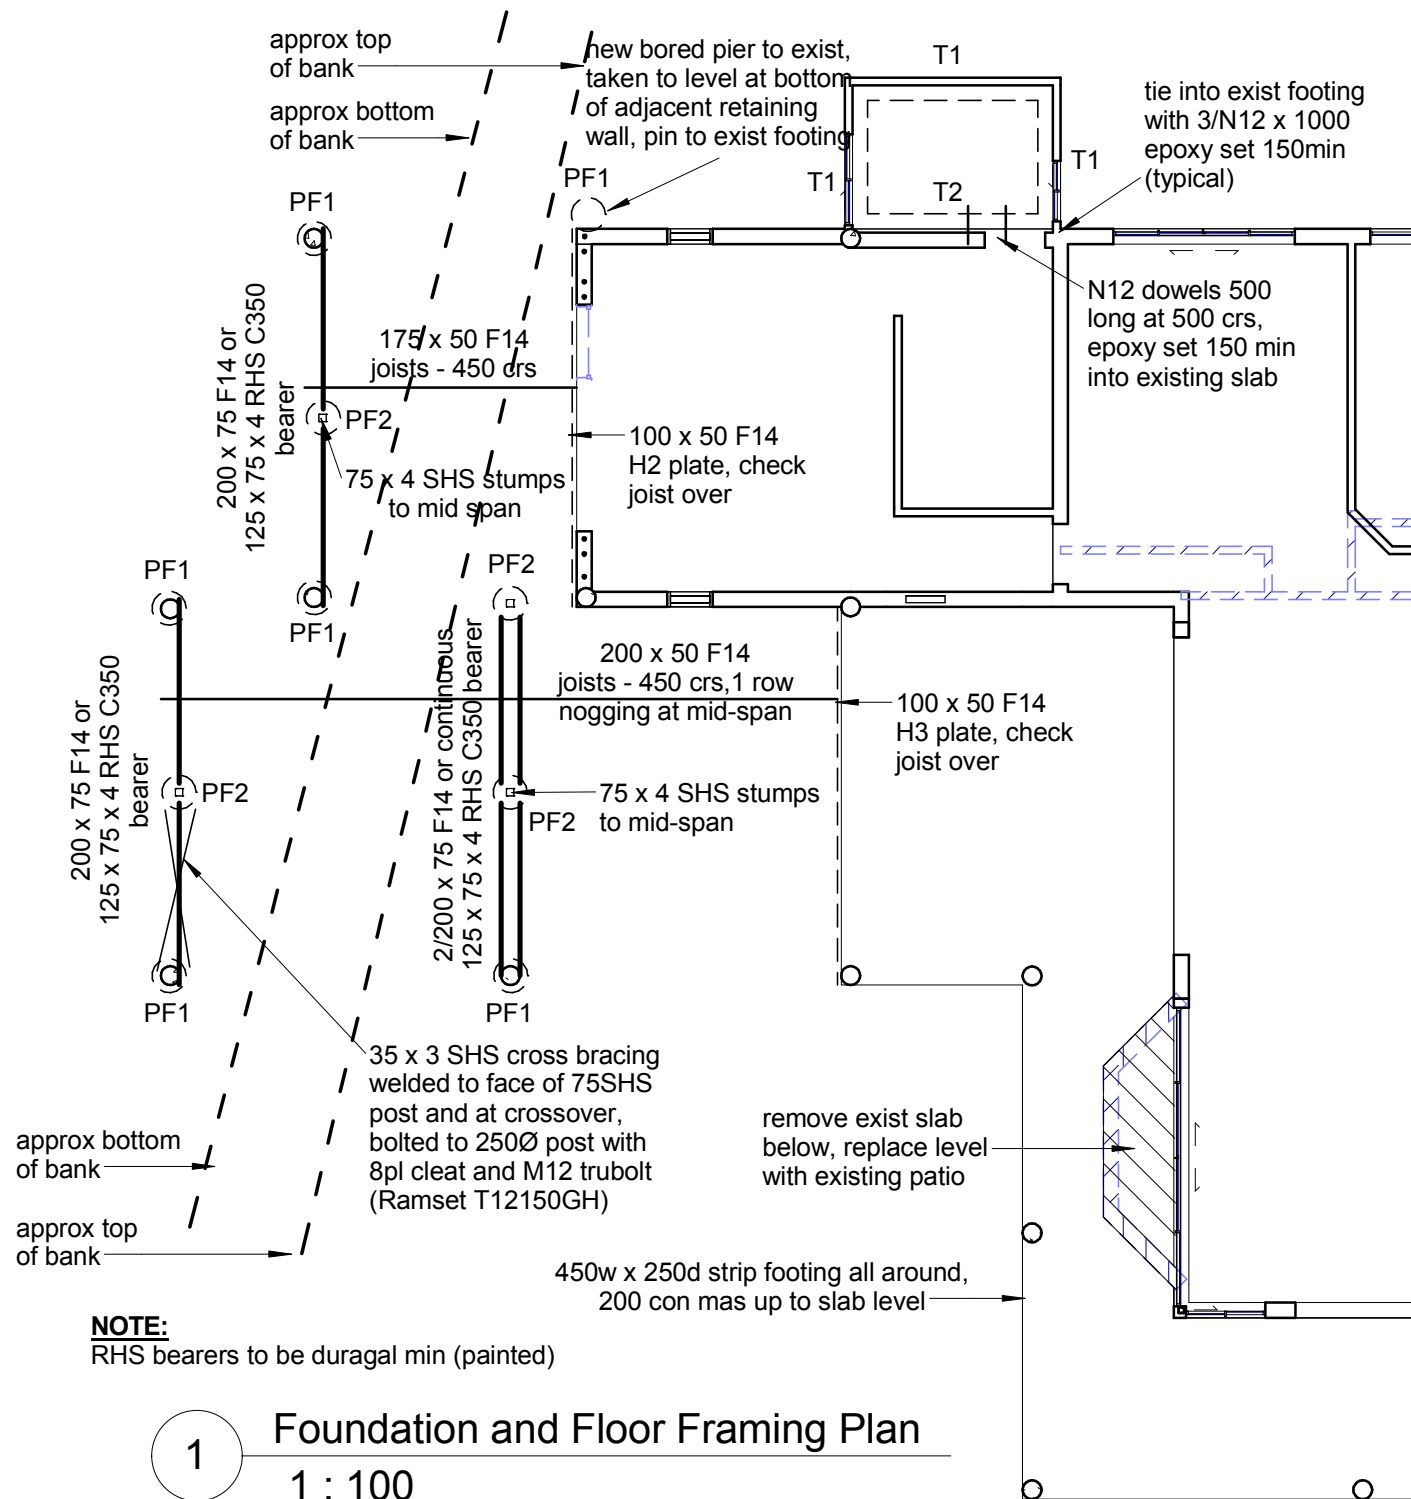 approx top
of bank
approx bottom
of bank
new bored pier to exist,
taken to level at bottom
of adjacent retaining
wall, pin to exist footing
PF1
T1
T1
T2
T1
tie into exist footing
with 3/N12 x 1000
epoxy set 150min
(typical)
N12 dowels 500
long at 500 crs,
epoxy set 150 min
into existing slab
PF1
200 x 75 F14 or
125 x 75 x 4 RHS C350
bearer
175 x 50 F14
joists - 450 crs
PF2
75 x 4 SHS stumps
to mid span
100 x 50 F14
H2 plate, check
joist over
PF1
PF1
PF2
200 x 75 F14 or
125 x 75 x 4 RHS C350
bearer
2/200 x 75 F14 or continuous
125 x 75 x 4 RHS C350 bearer
200 x 50 F14
joists - 450 crs,1 row
nogging at mid-span
100 x 50 F14
H3 plate, check
joist over
PF2
75 x 4 SHS stumps
to mid-span
PF2
PF1
PF1
35 x 3 SHS cross bracing
welded to face of 75SHS
post and at crossover,
bolted to 250Ø post with
8pl cleat and M12 trubolt
(Ramset T12150GH)
approx bottom
of bank
approx top
of bank
remove exist slab
below, replace level
with existing patio
450w x 250d strip footing all around,
200 con mas up to slab level
NOTE:
RHS bearers to be duragal min (painted)
1
Foundation and Floor Framing Plan
1 : 100